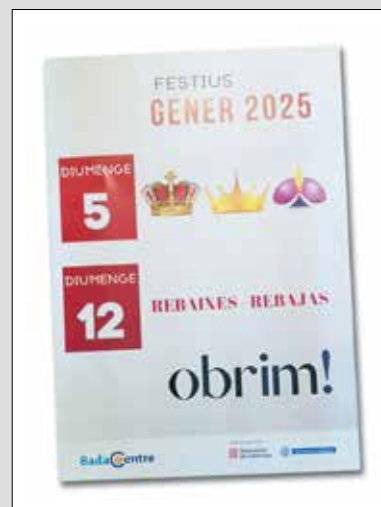 FESTIUS
GENER 2025
DIUMENGE
5
DIUMENGE
12
REBAIXES - REBAJAS
obrim!
BadaCentre